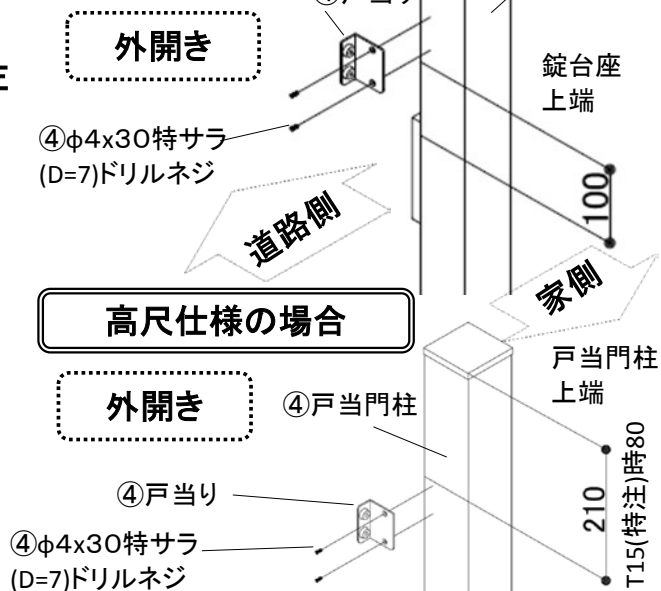 外開き
錠台座
上端
④φ4x30特サラ
(D=7)ドリルネジ
100
道路側
家側
高尺仕様の場合
戸当門柱
上端
外開き
④戸当門柱
④戸当り
210
T15(特注)時80
④φ4x30特サラ
(D=7)ドリルネジ